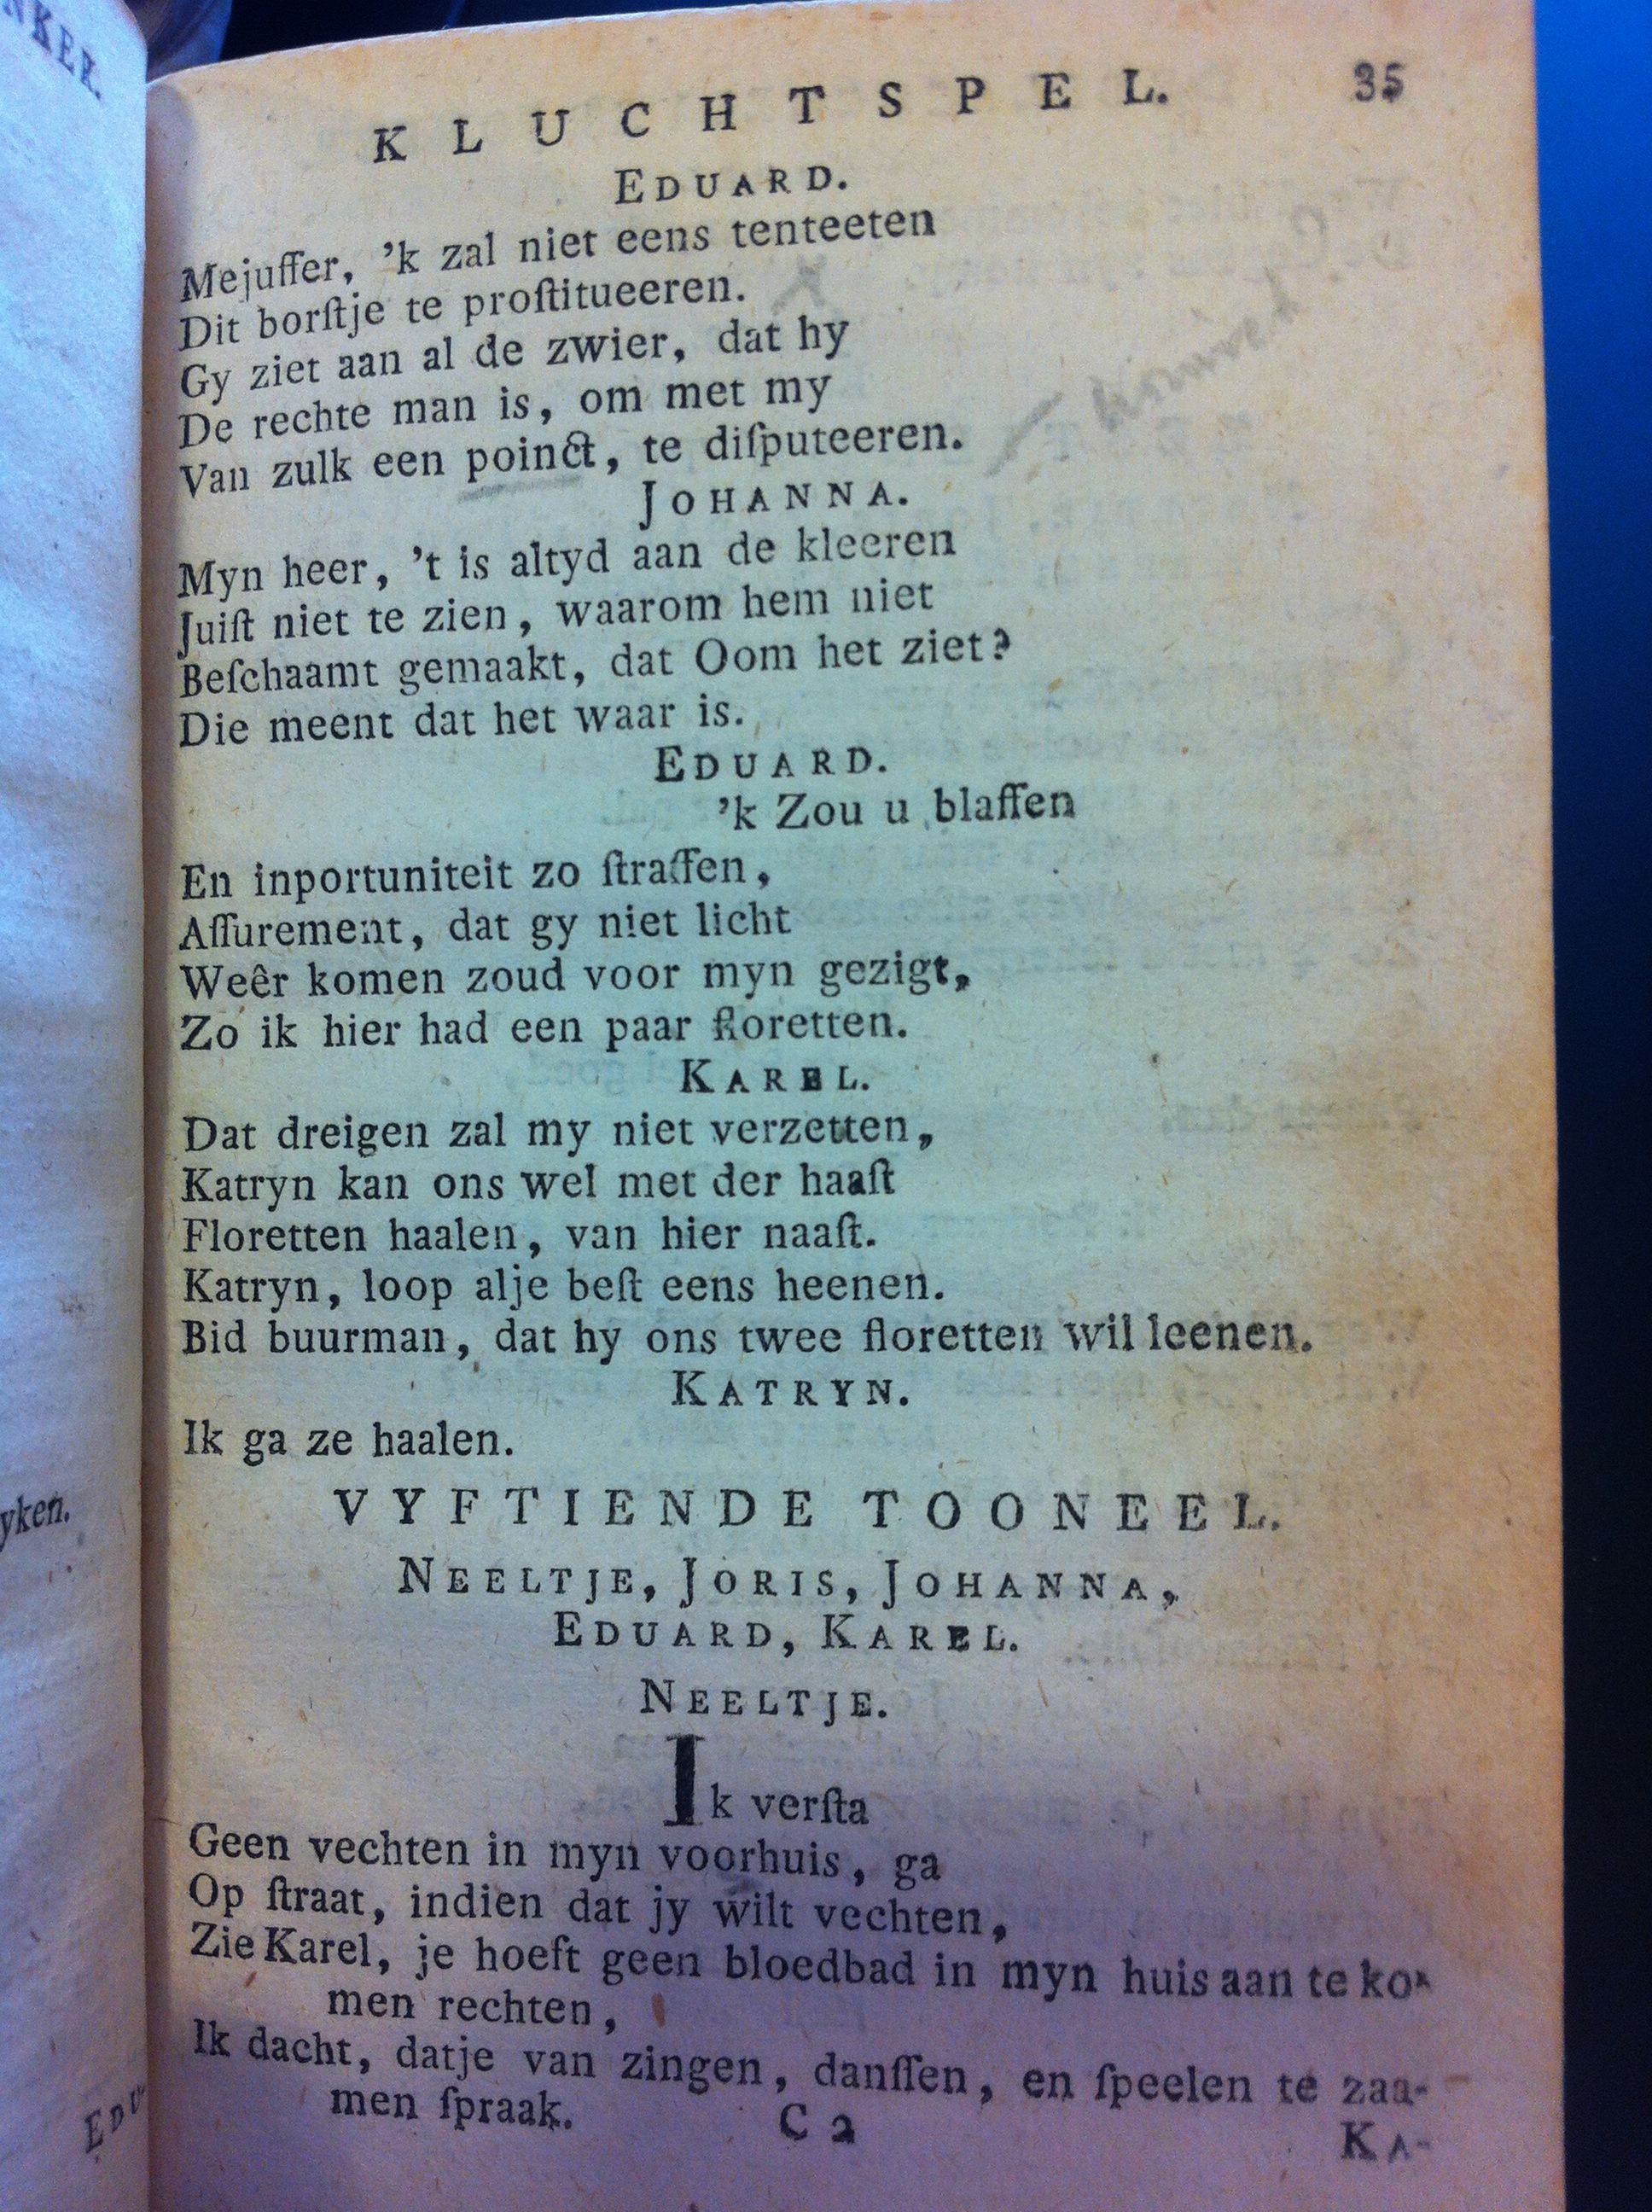 NKER.
KLUCHTSPEL. 35
EDUARD.
Mejuffer, ’k zal niet eens tenteeten
Dit borſtje te proſtitueeren.
Gy ziet aan al de zwier, dat hy
De rechte man is, om met my
Van zulk een poinct, te diſputeeren.
JOHANNA.
Myn heer, ’t is altyd aan de kleeren
Juiſt niet te zien, waarom hem niet
Beſchaamt gemaakt, dat Oom het ziet?
Die meent dat het waar is.
EDUARD.
’k Zou u blaffen
En inportuniteit zo ſtraffen,
Aſſurement, dat gy niet licht
Weêr komen zoud voor myn gezigt,
Zo ik hier had een paar floretten.
KAREL.
Dat dreigen zal my niet verzetten,
Katryn kan ons wel met der haaſt
Floretten haalen, van hier naaſt.
Katryn, loop alje beſt eens heenen.
Bid buurman, dat hy ons twee floretten wil leenen.
KATRYN.
Ik ga ze haalen.
VYFTIENDE TOONEEL.
NEELTJE, JORIS, JOHANNA,
EDUARD, KAREL.
NEELTJE.
Ik verſta
Geen vechten in myn voorhuis, ga
Op ſtraat, indien dat jy wilt vechten,
Zie Karel, je hoeft geen bloedbad in myn huis aan te ko-
men rechten,
Ik dacht, datje van zingen, danſſen, en ſpeelen te zaa-
men ſpraak.
C 2
KA-
yken.
EDU-